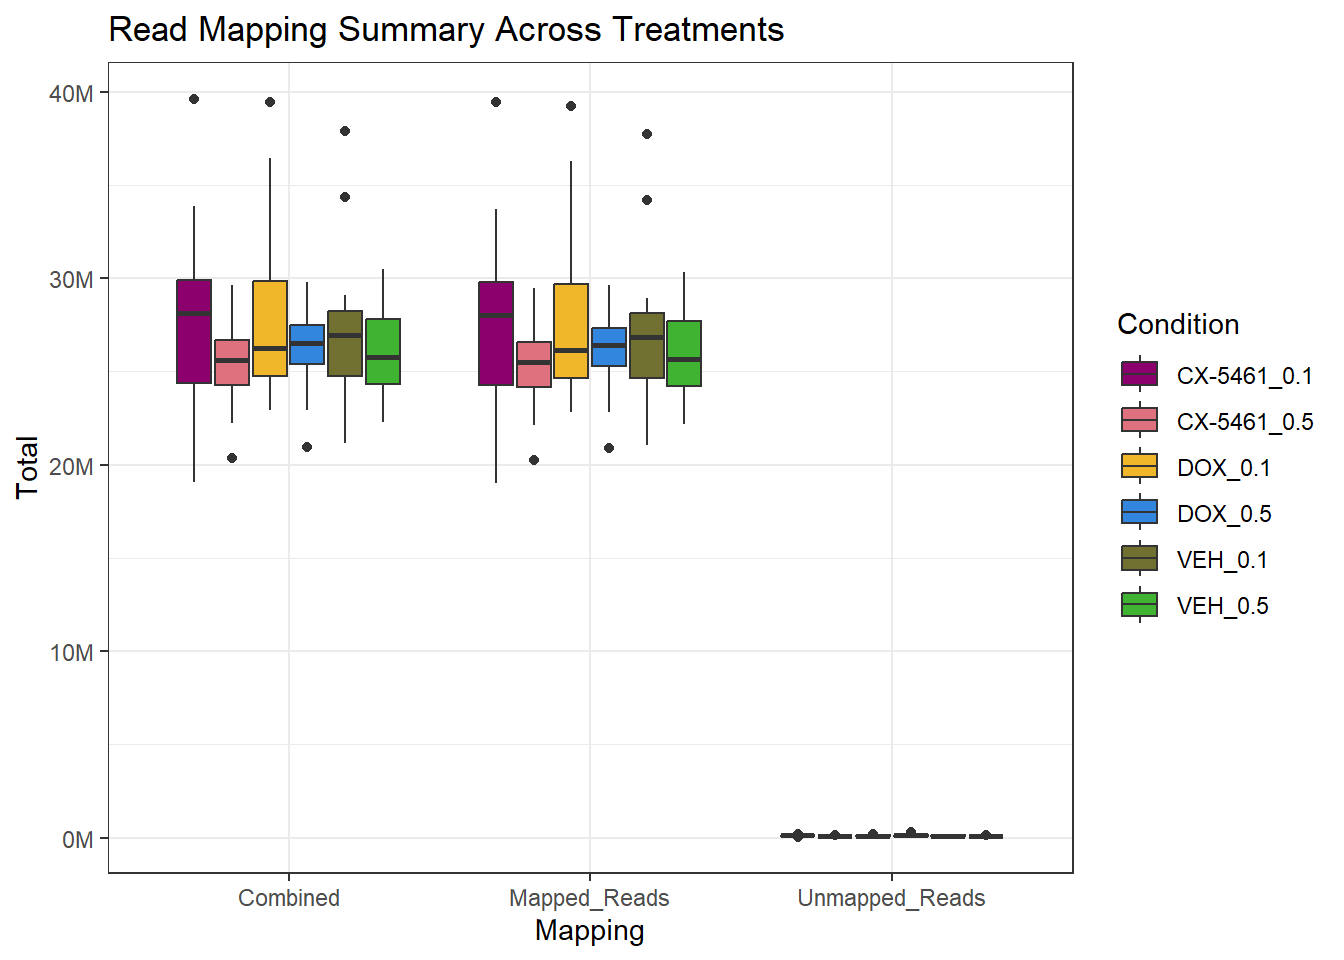 Read Mapping Summary Across Treatments
Total
40M
30M
20M
10M
0M
Combined
Mapped_Reads
Unmapped_Reads
Mapping
Condition
CX-5461_0.1
CX-5461_0.5
DOX_0.1
DOX_0.5
VEH_0.1
VEH_0.5